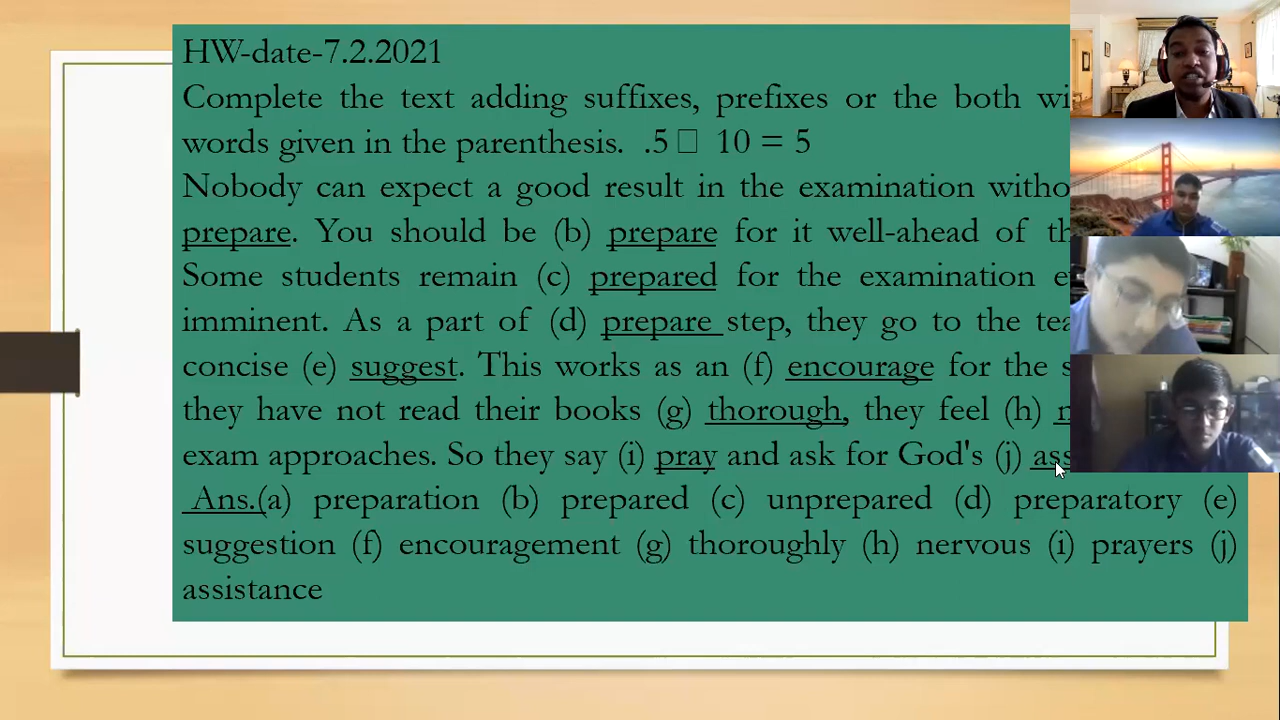 HW-date-7.2.2021
Complete the text adding suffixes, prefixes or the both
words given in the parenthesis. .5 □ 10 = 5
Nobody can expect a good result in the examination
prepare. You should be (b) prepare for it well-ahead of
Some students remain (c) prepared for the examination
imminent. As a part of (d) prepare step, they go to the
concise (e) suggest. This works as an (f) encourage for the
they have not read their books (g) thorough, they feel (h)
exam approaches. So they say (i) pray and ask for God's (j)
Ans.(a) preparation (b) prepared (c) unprepared (d) preparatory (e)
suggestion (f) encouragement (g) thoroughly (h) nervous (i) prayers (j)
assistance